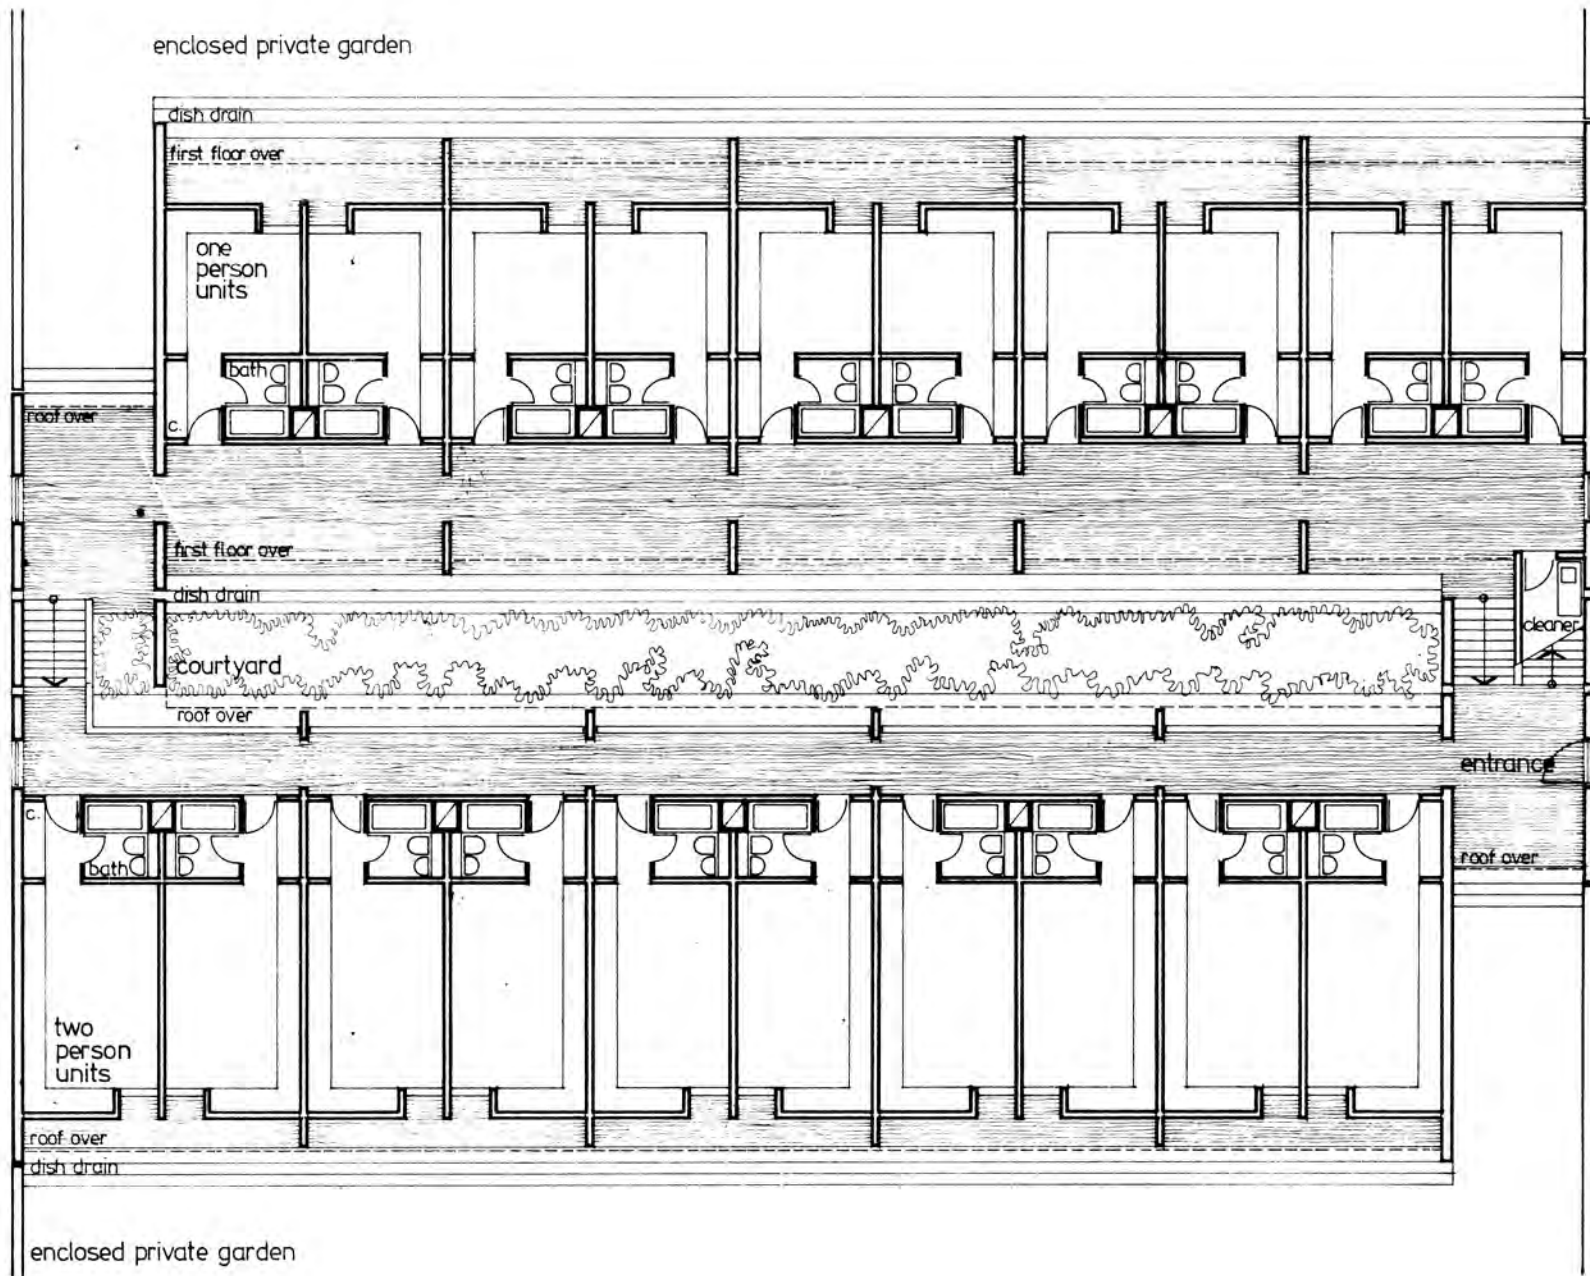 enclosed private garden
dish drain
first floor over
one
person
units
bath
roof over
c.
first floor over
dish drain
cleaner
courtyard
roof over
entrance
c.
bath
roof over
two
person
units
roof over
dish drain
enclosed private garden